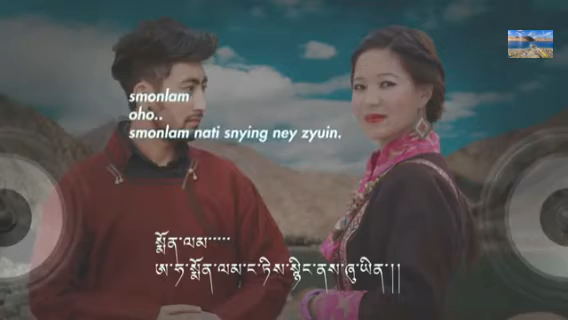 smonlam
oho..
smonlam nati snying ney zyuin.
སྨོན་ལམ་་་་་
ཨ་ཧ་སྨོན་ལམ་ང་ཏིས་སྙིང་ནས་ཞུ་ཡིན་།།